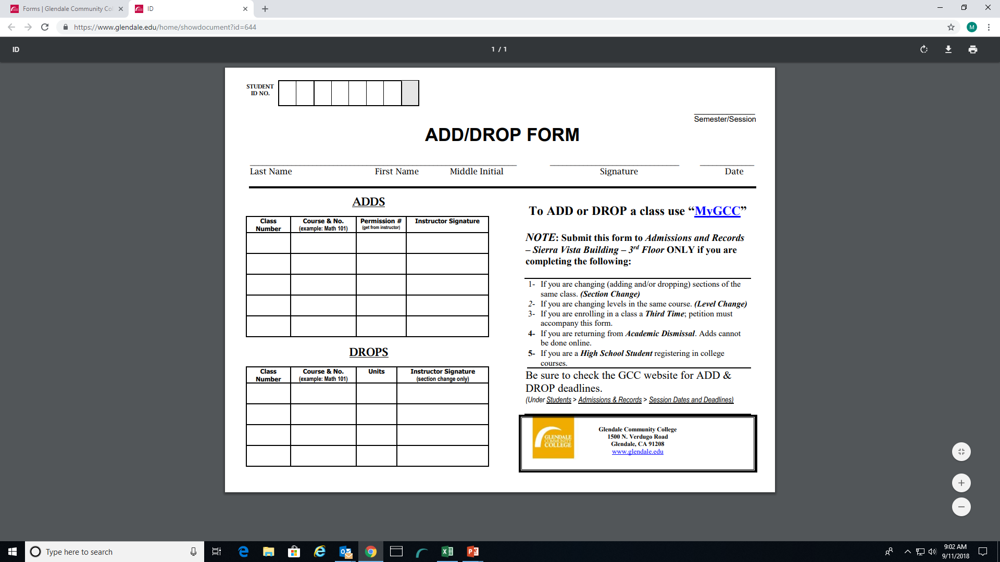 Forms | Glendale Community Col
ID
https://www.glendale.edu/home/showdocument?id=644
M
ID
1 / 1
STUDENT
ID NO.
Semester/Session
ADD/DROP FORM
Last Name First Name Middle Initial Signature Date
ADDS
Class Number Course & No. (example: Math 101) Permission # (get from instructor) Instructor Signature
DROPS
Class Number Course & No. (example: Math 101) Units Instructor Signature (section change only)
To ADD or DROP a class use “MyGCC”
NOTE: Submit this form to Admissions and Records
– Sierra Vista Building – 3rd Floor ONLY if you are
completing the following:
1- If you are changing (adding and/or dropping) sections of the
same class. (Section Change)
2- If you are changing levels in the same course. (Level Change)
3- If you are enrolling in a class a Third Time; petition must
accompany this form.
4- If you are returning from Academic Dismissal. Adds cannot
be done online.
5- If you are a High School Student registering in college
courses.
Be sure to check the GCC website for ADD &
DROP deadlines.
(Under Students > Admissions & Records > Session Dates and Deadlines)
GLENDALE
COMMUNITY
COLLEGE
Glendale Community College
1500 N. Verdugo Road
Glendale, CA 91208
www.glendale.edu
Type here to search
9:02 AM
9/11/2018